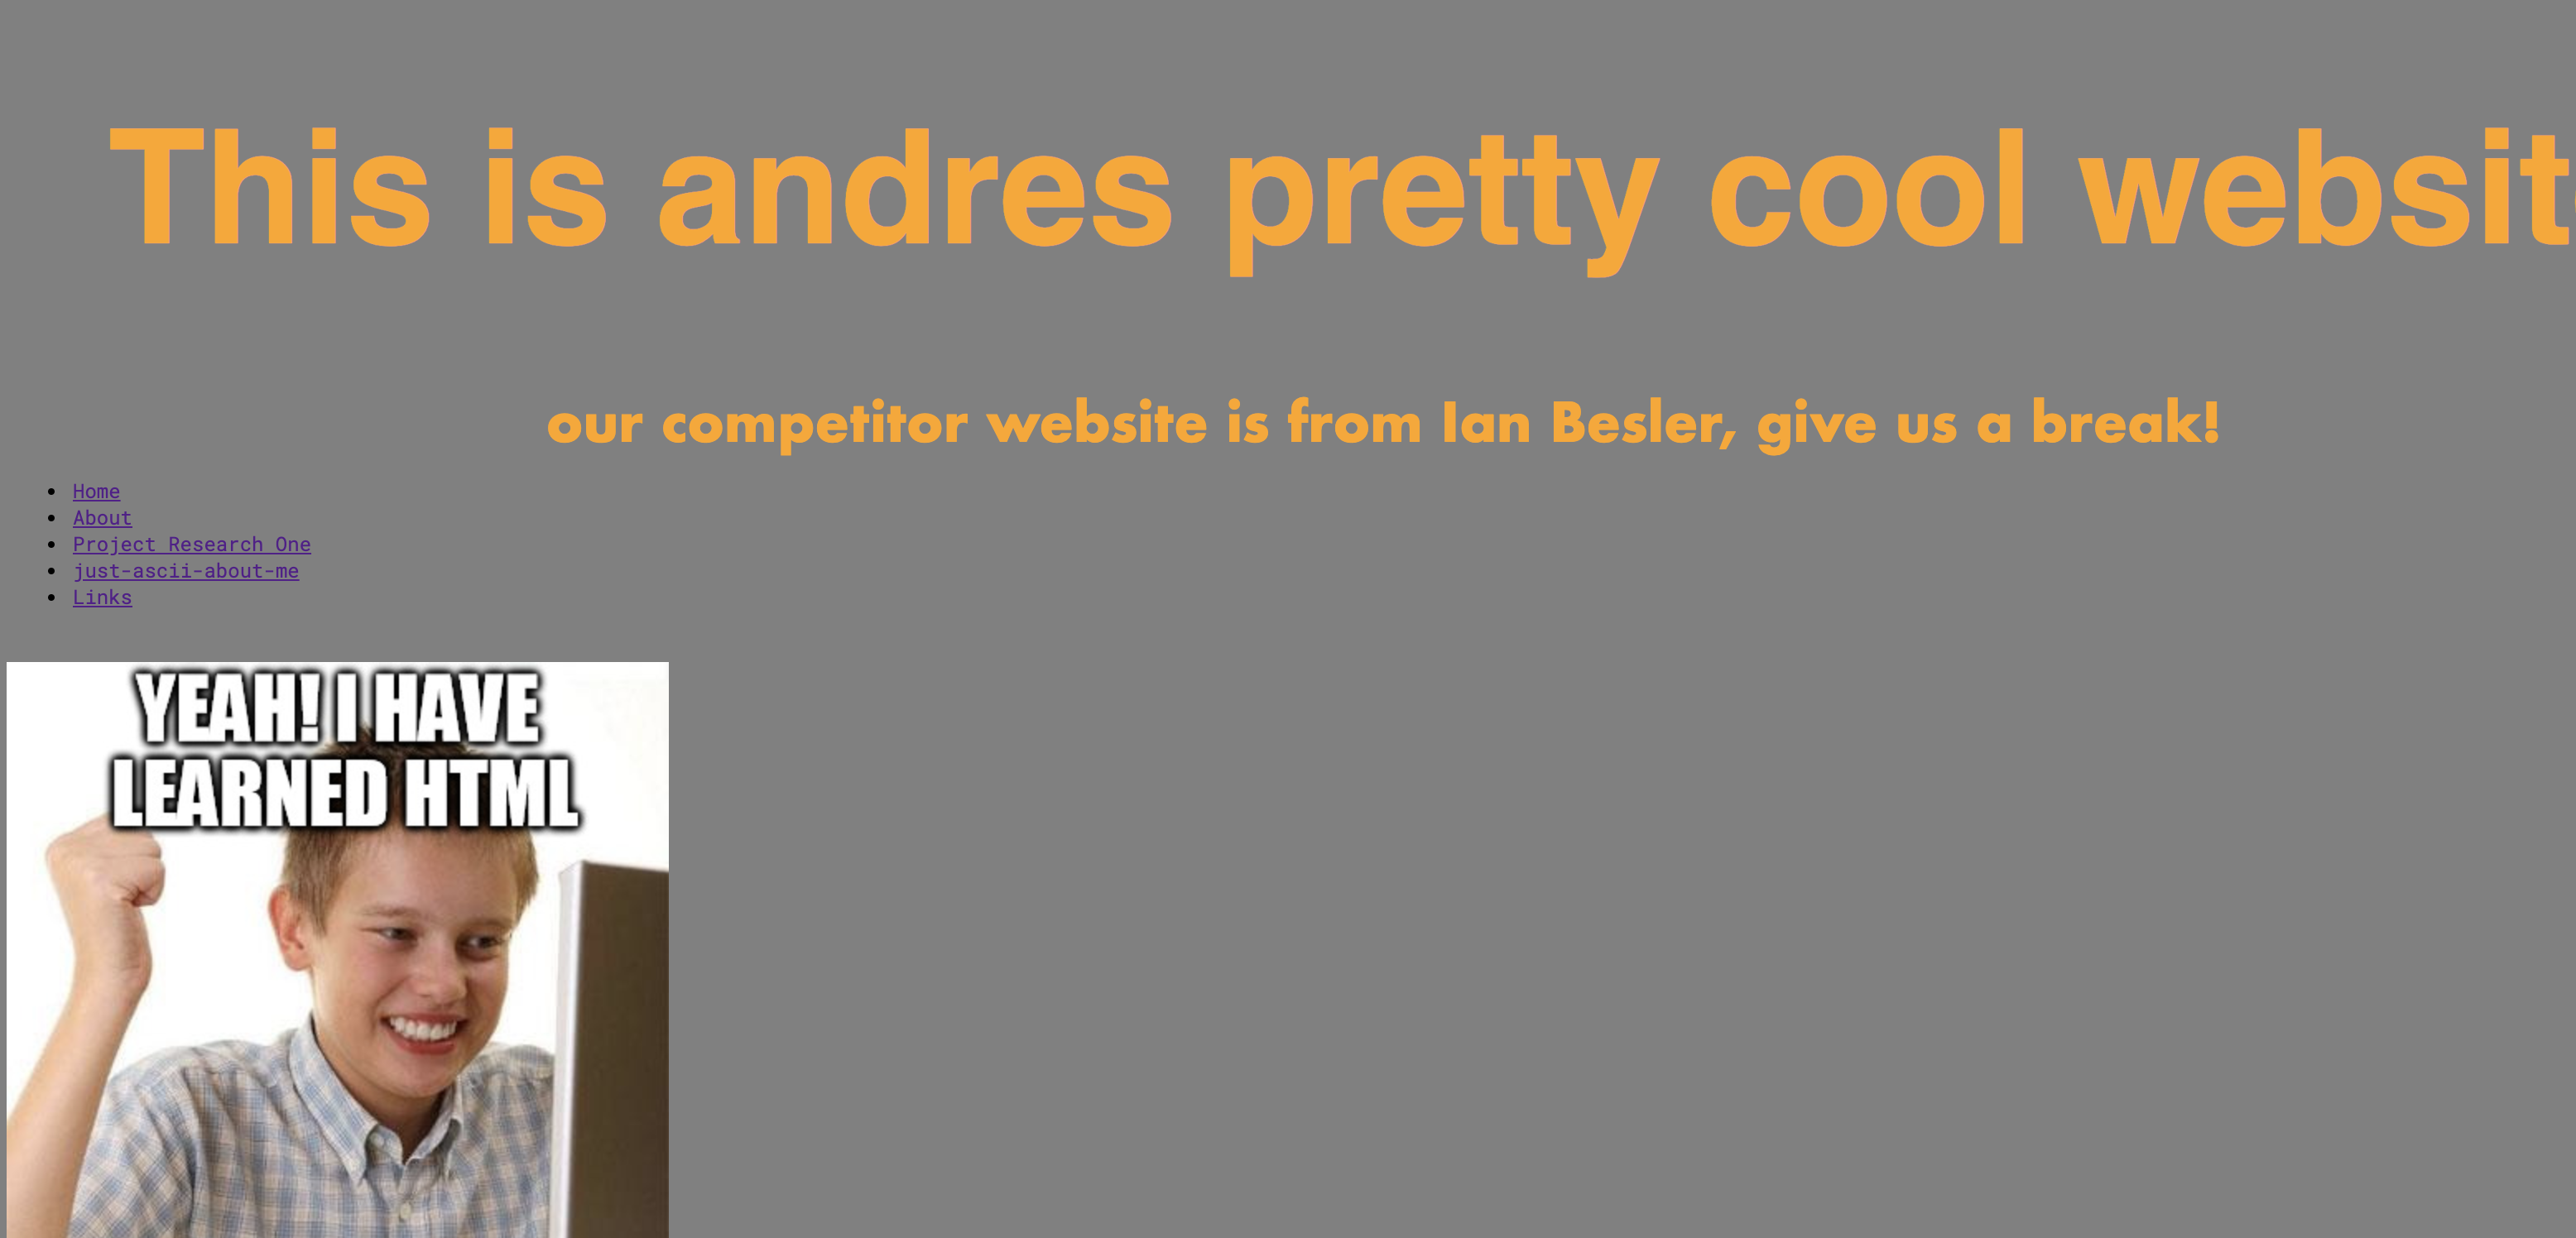 This is andres pretty cool websit
our competitor website is from Ian Besler, give us a break!
Home
About
Project Research One
just-ascii-about-me
Links
YEAH! I HAVE
LEARNED HTML